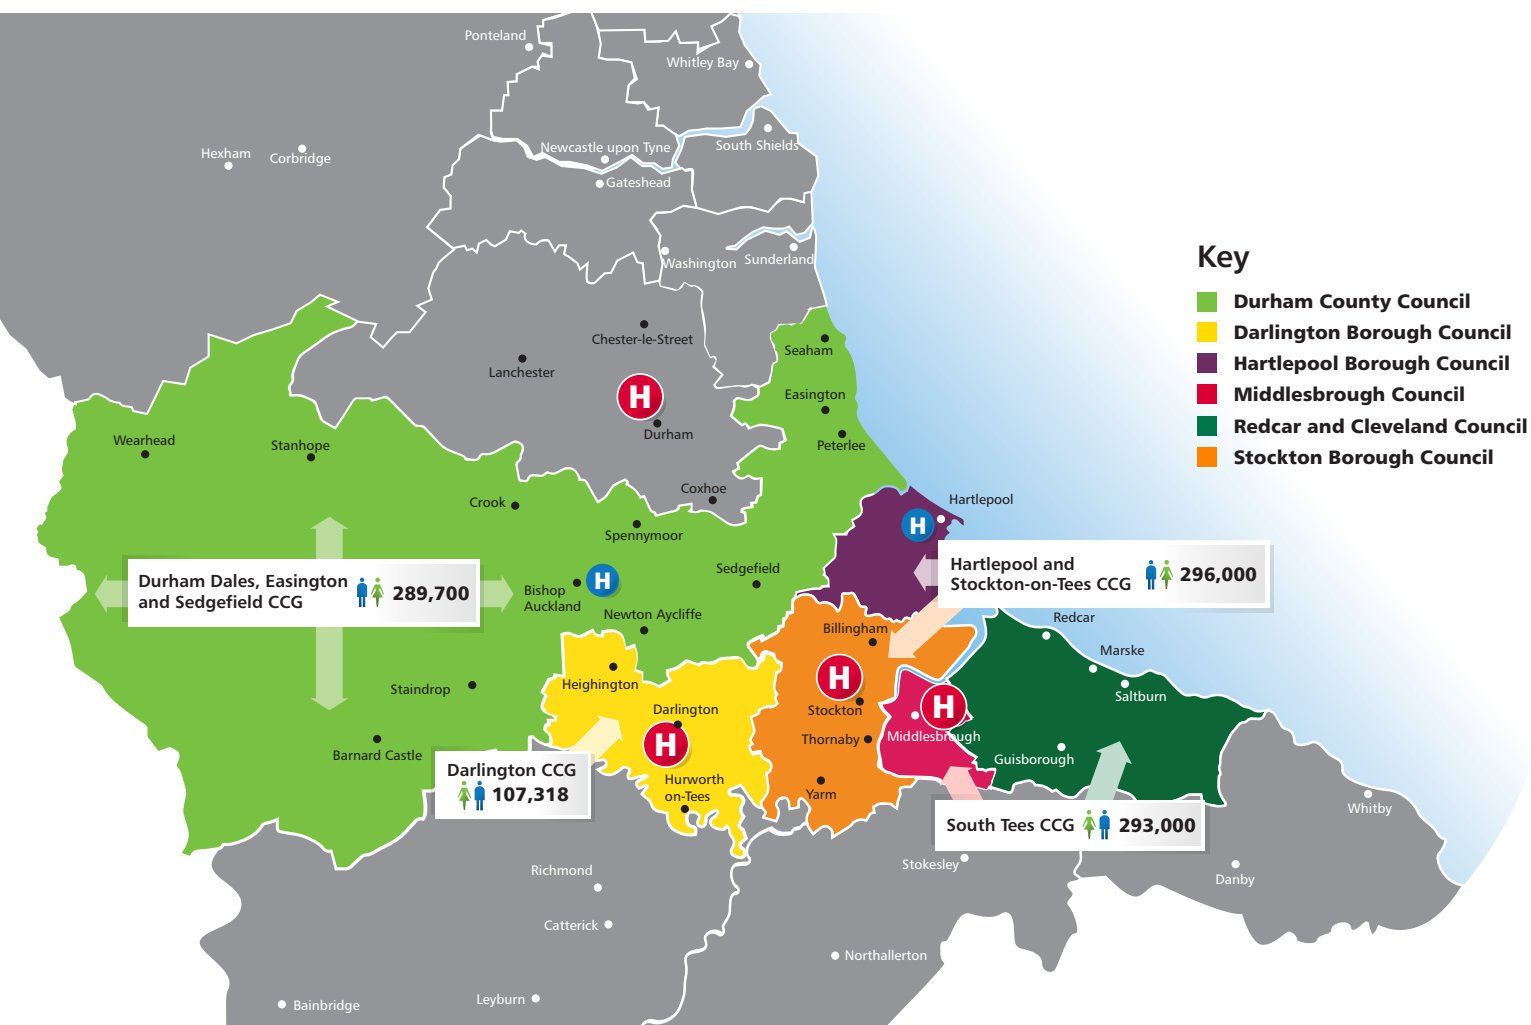 Ponteland
Whitley Bay
Hexham
Corbridge
Newcastle upon Tyne
South Shields
Gateshead
Washington
Sunderland
Key
Durham County Council
Darlington Borough Council
Hartlepool Borough Council
Middlesbrough Council
Redcar and Cleveland Council
Stockton Borough Council
Chester-le-Street
Seaham
Lanchester
H
Easington
Durham
Wearhead
Stanhope
Peterlee
Coxhoe
Crook
Hartlepool
H
Spennymoor
Sedgefield
Hartlepool and
Stockton-on-Tees CCG
296,000
Durham Dales, Easington
and Sedgefield CCG
289,700
Bishop
Auckland
H
Newton Aycliffe
Billingham
Redcar
Marske
Heighington
Staindrop
H
Saltburn
Darlington
Stockton
H
Middlesbrough
Thornaby
H
Barnard Castle
Guisborough
Darlington CCG
107,318
Hurworth
on-Tees
Yarm
Whitby
South Tees CCG
293,000
Stokesley
Richmond
Danby
Catterick
Northallerton
Leyburn
Bainbridge